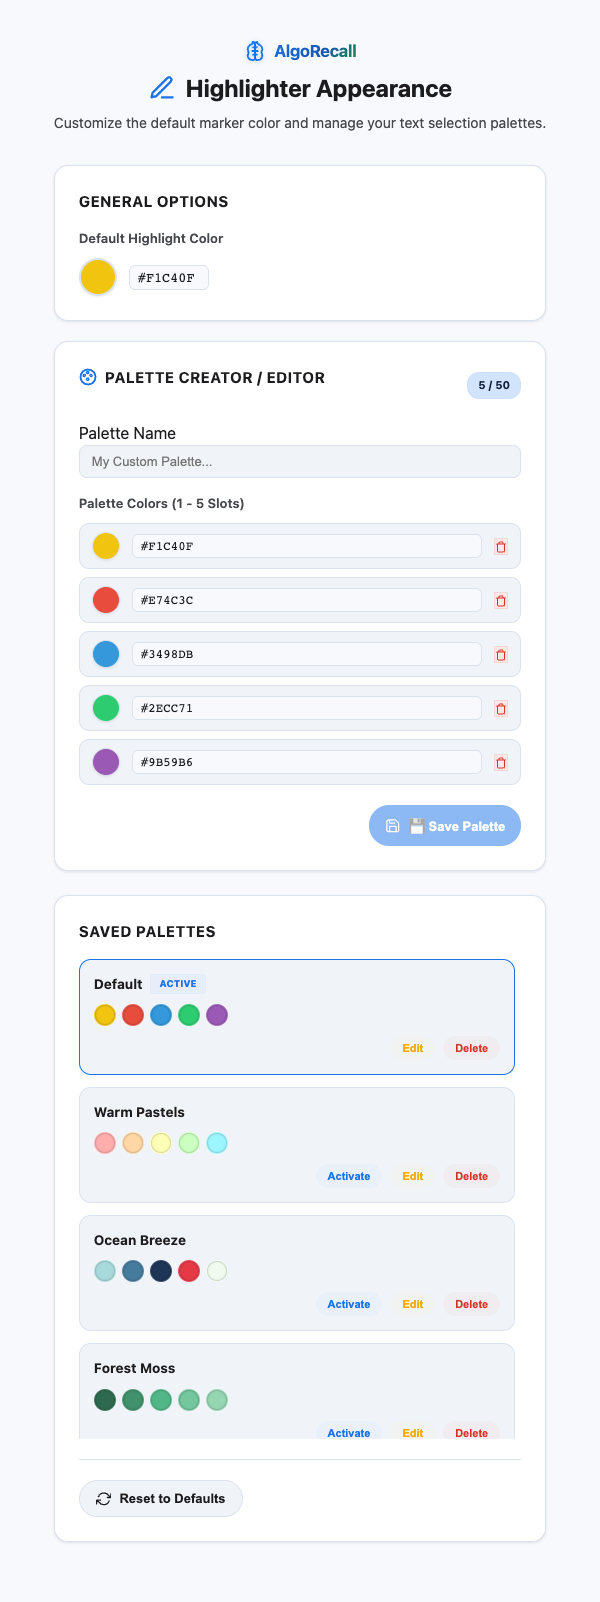 AlgoRecall
Highlighter Appearance
Customize the default marker color and manage your text selection palettes.
GENERAL OPTIONS
Default Highlight Color
#F1C40F
PALETTE CREATOR / EDITOR
5 / 50
Palette Name
My Custom Palette...
Palette Colors (1 - 5 Slots)
#F1C40F
#E74C3C
#3498DB
#2ECC71
#9B59B6
💾 Save Palette
SAVED PALETTES
Default ACTIVE
Edit Delete
Warm Pastels
Activate Edit Delete
Ocean Breeze
Activate Edit Delete
Forest Moss
Activate Edit Delete
Reset to Defaults